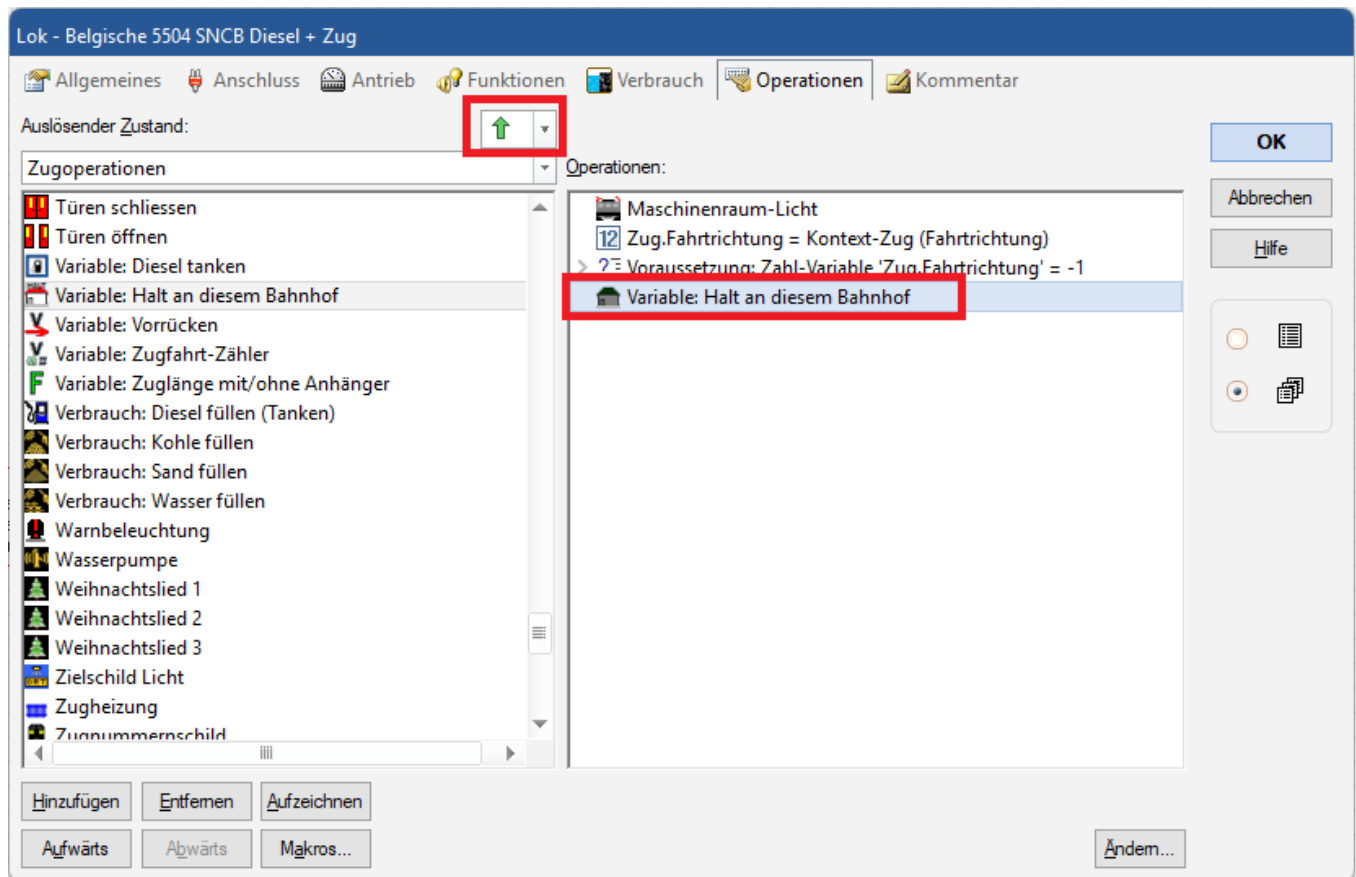 Lok - Belgische 5504 SNCB Diesel + Zug
Allgemeines Anschluss Antrieb Funktionen Verbrauch Operationen Kommentar
Auslösender Zustand:
Zugoperationen
Türen schliessen
Türen öffnen
Variable: Diesel tanken
Variable: Halt an diesem Bahnhof
Variable: Vorrücken
Variable: Zugfahrt-Zähler
Variable: Zuglänge mit/ohne Anhänger
Verbrauch: Diesel füllen (Tanken)
Verbrauch: Kohle füllen
Verbrauch: Sand füllen
Verbrauch: Wasser füllen
Warnbeleuchtung
Wasserpumpe
Weihnachtslied 1
Weihnachtslied 2
Weihnachtslied 3
Zielschild Licht
Zugheizung
Zugnummernschild
Operationen:
Maschinenraum-Licht
12 Zug.Fahrtrichtung = Kontext-Zug (Fahrtrichtung)
Voraussetzung: Zahl-Variable 'Zug.Fahrtrichtung' = -1
Variable: Halt an diesem Bahnhof
OK
Abbrechen
Hilfe
Hinzufügen Entfernen Aufzeichnen
Aufwärts Abwärts Makros...
Ändern...